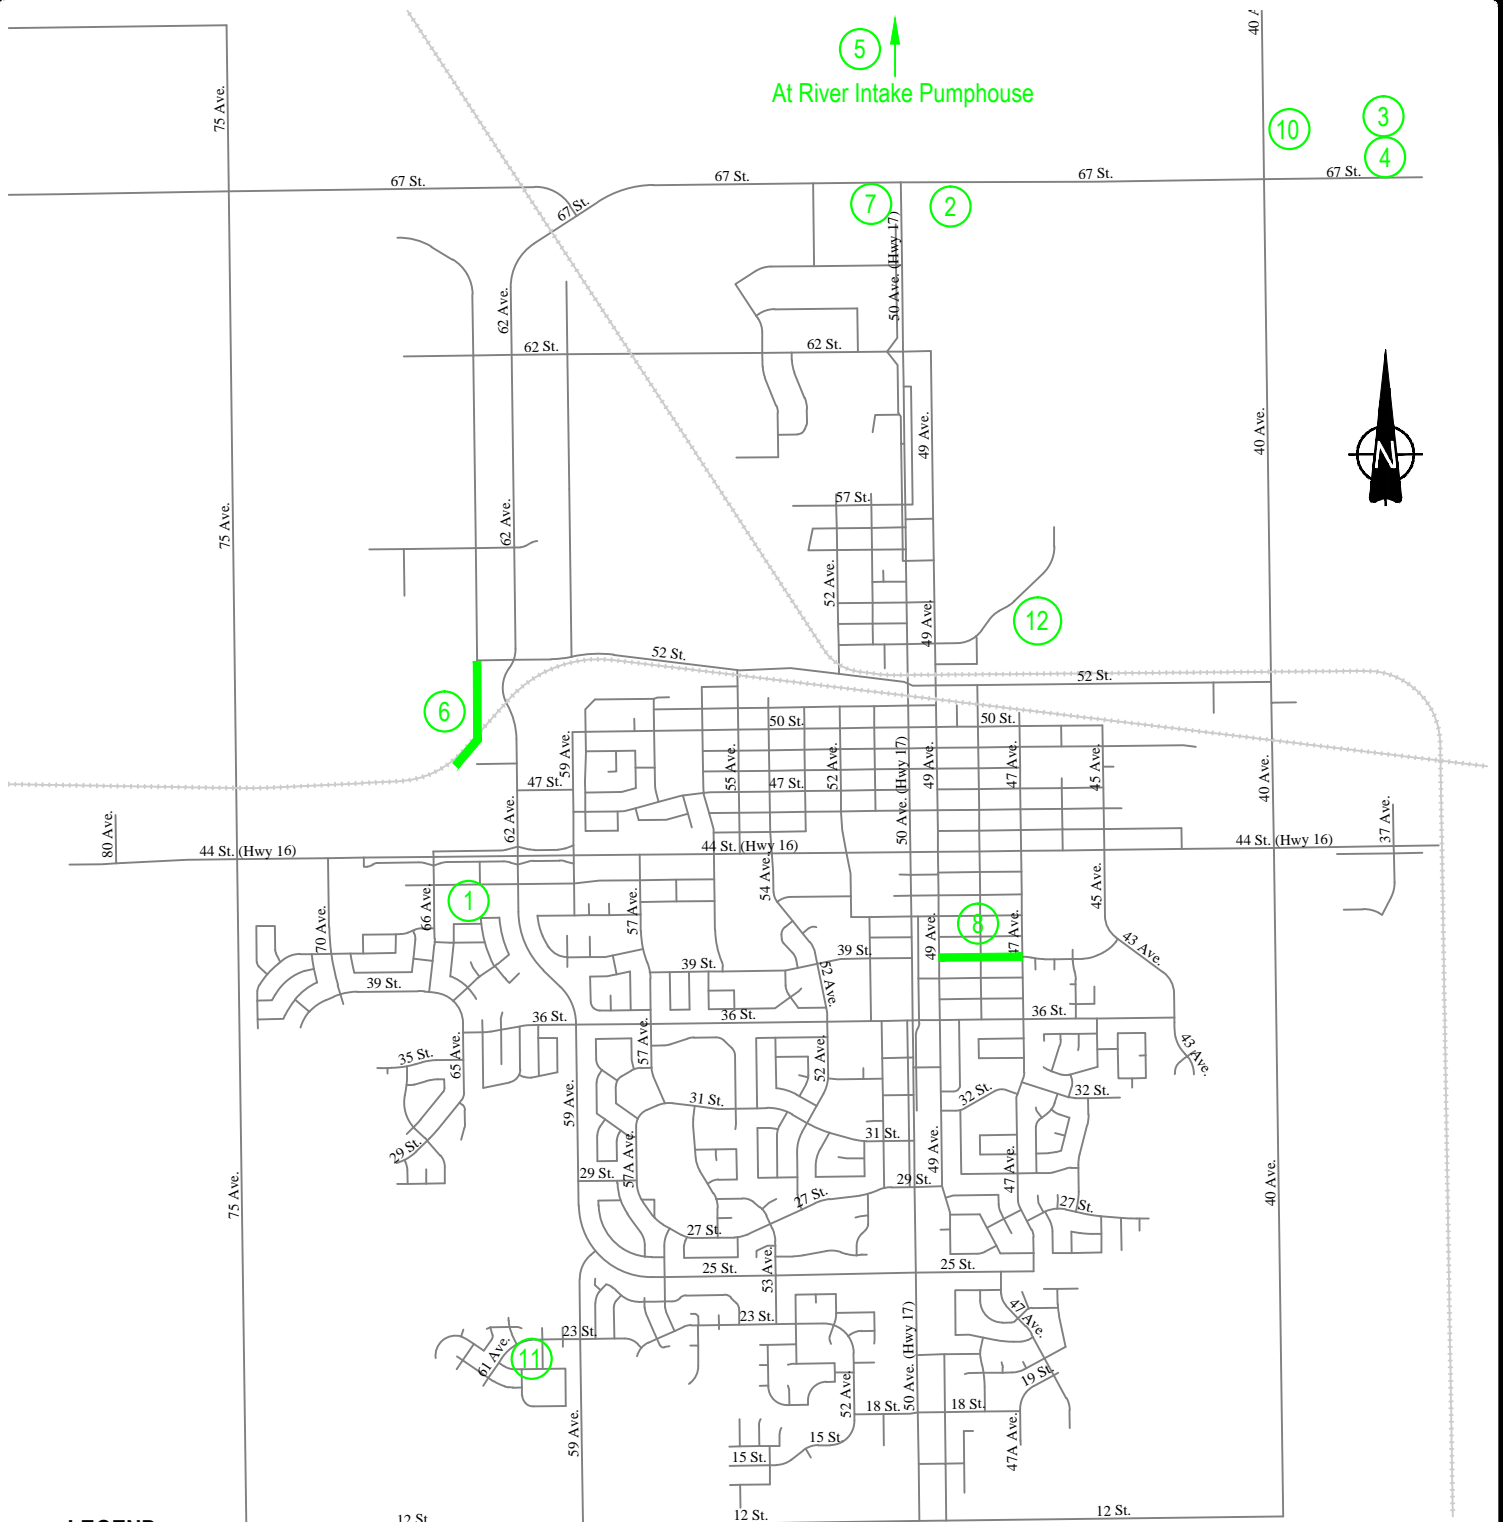 40 A
5
At River Intake Pumphouse
75 Ave.
3
10
4
67 St.
67 St.
67 St.
67 St.
67 St.
7
2
50 Ave. (Hwy 17)
62 Ave.
62 St.
62 St.
49 Ave.
40 Ave.
N
57 St.
75 Ave.
62 Ave.
52 Ave.
49 Ave.
12
52 St.
52 St.
6
50 St.
50 St.
59 Ave.
55 Ave.
52 Ave.
50 Ave. (Hwy 17)
49 Ave.
47 Ave.
45 Ave.
40 Ave.
47 St.
47 St.
80 Ave.
62 Ave.
37 Ave.
44 St. (Hwy 16)
44 St. (Hwy 16)
44 St. (Hwy 16)
54 Ave.
45 Ave.
1
66 Ave.
57 Ave.
70 Ave.
8
49 Ave.
47 Ave.
43 Ave.
39 St.
39 St.
39 St.
52 Ave.
36 St.
36 St.
36 St.
35 St.
65 Ave.
57 Ave.
52 Ave.
43 Ave.
59 Ave.
31 St.
32 St.
32 St.
31 St.
29 St.
57A Ave.
49 Ave.
29 St.
29 St.
47 Ave.
75 Ave.
40 Ave.
27 St.
27 St.
27 St.
25 St.
25 St.
53 Ave.
23 St.
23 St.
47 Ave.
61 Ave.
11
50 Ave. (Hwy 17)
19 St.
52 Ave.
18 St.
18 St.
59 Ave.
15 St.
15 St.
47A Ave.
12 St.
12 St.
12 St.
LEGEND